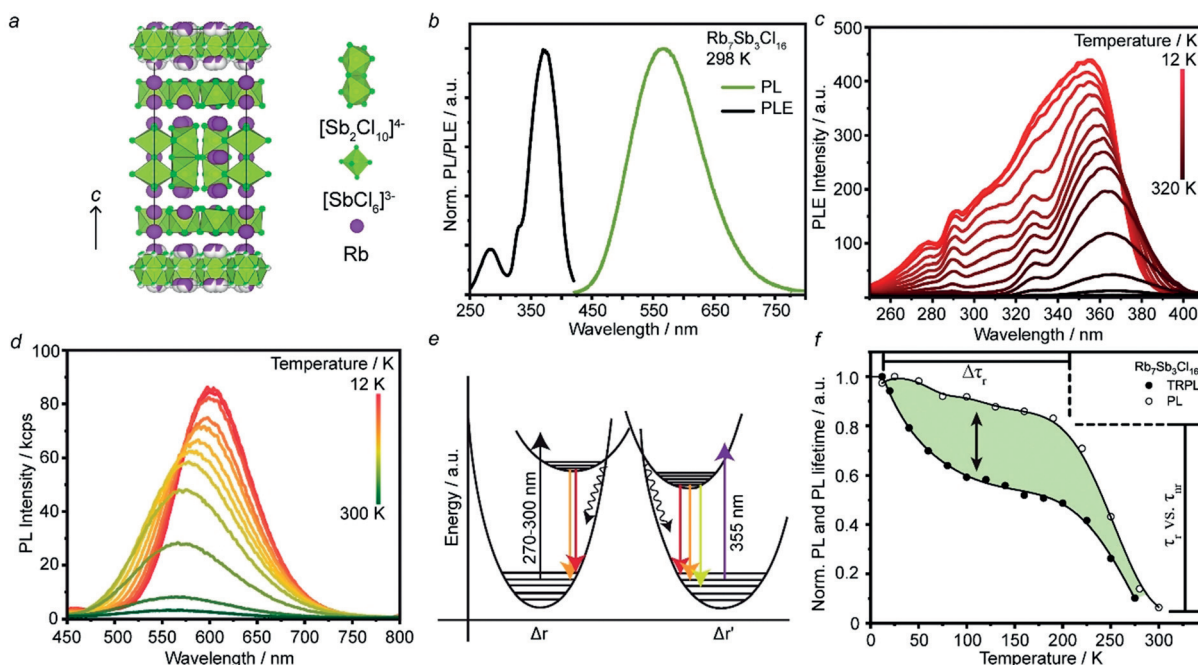 a
c
[Sb2Cl10]4-
[SbCl6]3-
Rb
b
Norm. PL/PLE / a.u.
Rb7Sb3Cl16
298 K
PL
PLE
250 350 450 550 650 750
Wavelength / nm
c
PLE Intensity / a.u.
500
400
300
200
100
Temperature / K
12 K
320 K
260 280 300 320 340 360 380 400
Wavelength / nm
d
PL Intensity / kcps
100
80
60
40
20
0
Temperature / K
12 K
300 K
450 500 550 600 650 700 750 800
Wavelength / nm
e
Energy / a.u.
270-300 nm
355 nm
Δr
Δr'
f
Norm. PL and PL lifetime / a.u.
1.0
0.8
0.6
0.4
0.2
0
Δτr
Rb7Sb3Cl16
TRPL
PL
τr vs. τnr
0 50 100 150 200 250 300
Temperature / K